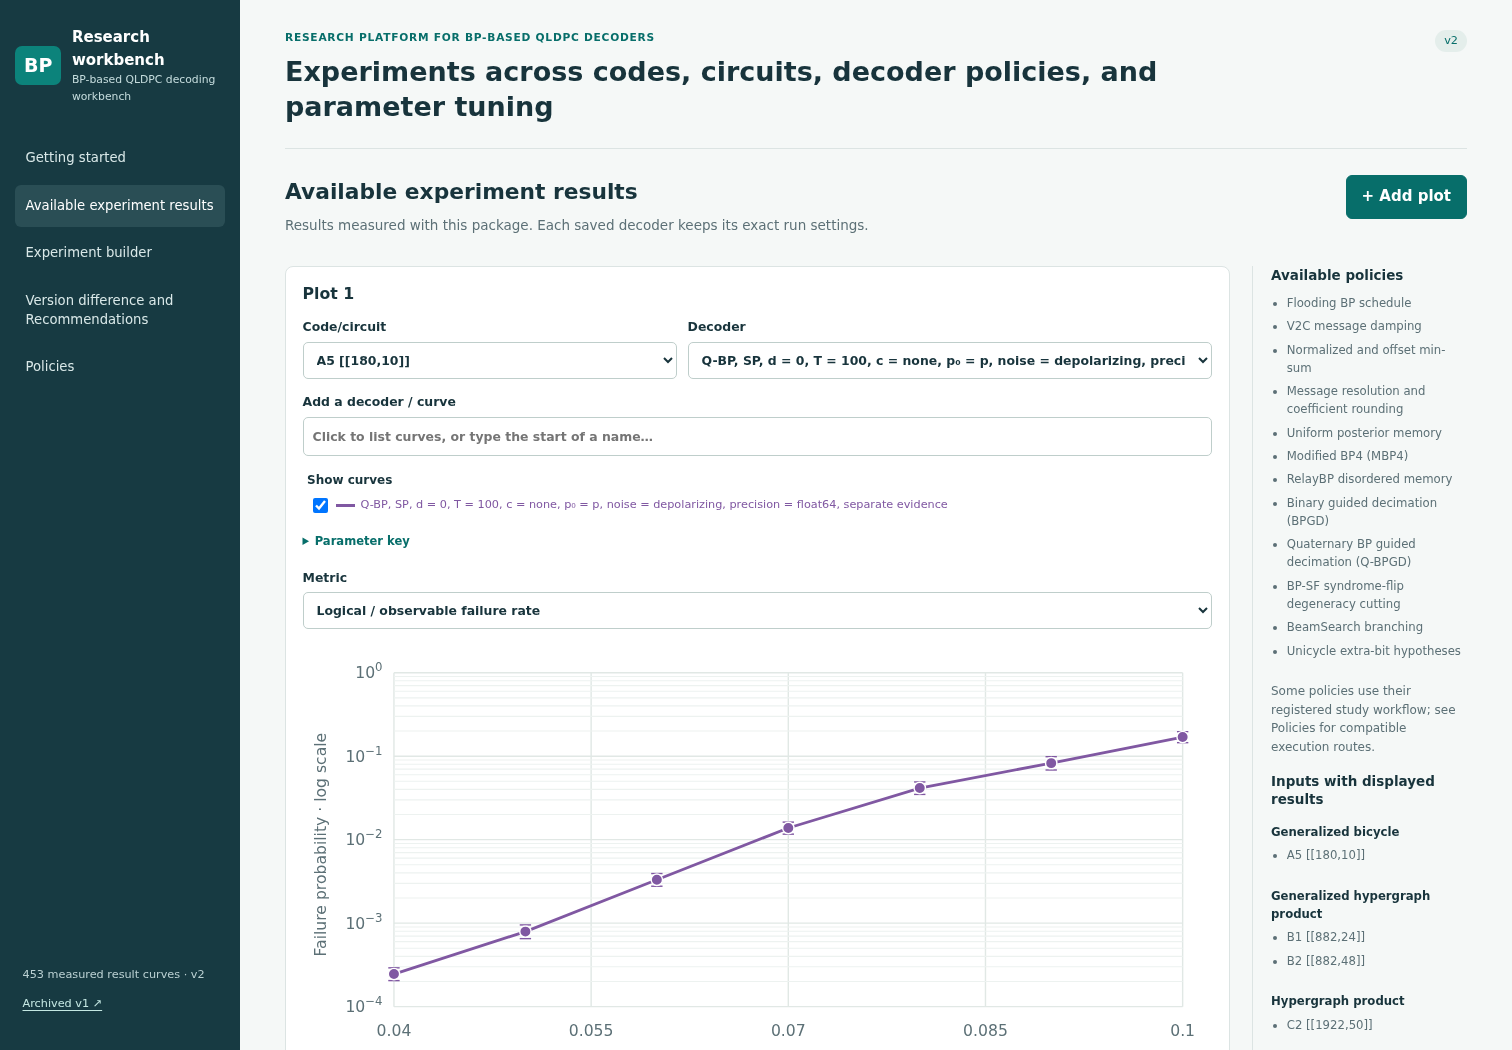 BP
Research
workbench
BP-based QLDPC decoding
workbench
Getting started
Available experiment results
Experiment builder
Version difference and
Recommendations
Policies
453 measured result curves · v2
Archived v1 ↗
RESEARCH PLATFORM FOR BP-BASED QLDPC DECODERS
v2
Experiments across codes, circuits, decoder policies, and
parameter tuning
Available experiment results
+ Add plot
Results measured with this package. Each saved decoder keeps its exact run settings.
Plot 1
Code/circuit
Decoder
A5 [[180,10]]
Q-BP, SP, d = 0, T = 100, c = none, p₀ = p, noise = depolarizing, preci
Add a decoder / curve
Click to list curves, or type the start of a name…
Show curves
Q-BP, SP, d = 0, T = 100, c = none, p₀ = p, noise = depolarizing, precision = float64, separate evidence
▸ Parameter key
Metric
Logical / observable failure rate
Failure probability · log scale
10⁰
10⁻¹
10⁻²
10⁻³
10⁻⁴
0.04 0.055 0.07 0.085 0.1
Available policies
• Flooding BP schedule
• V2C message damping
• Normalized and offset min-
sum
• Message resolution and
coefficient rounding
• Uniform posterior memory
• Modified BP4 (MBP4)
• RelayBP disordered memory
• Binary guided decimation
(BPGD)
• Quaternary BP guided
decimation (Q-BPGD)
• BP-SF syndrome-flip
degeneracy cutting
• BeamSearch branching
• Unicycle extra-bit hypotheses
Some policies use their
registered study workflow; see
Policies for compatible
execution routes.
Inputs with displayed
results
Generalized bicycle
• A5 [[180,10]]
Generalized hypergraph
product
• B1 [[882,24]]
• B2 [[882,48]]
Hypergraph product
• C2 [[1922,50]]